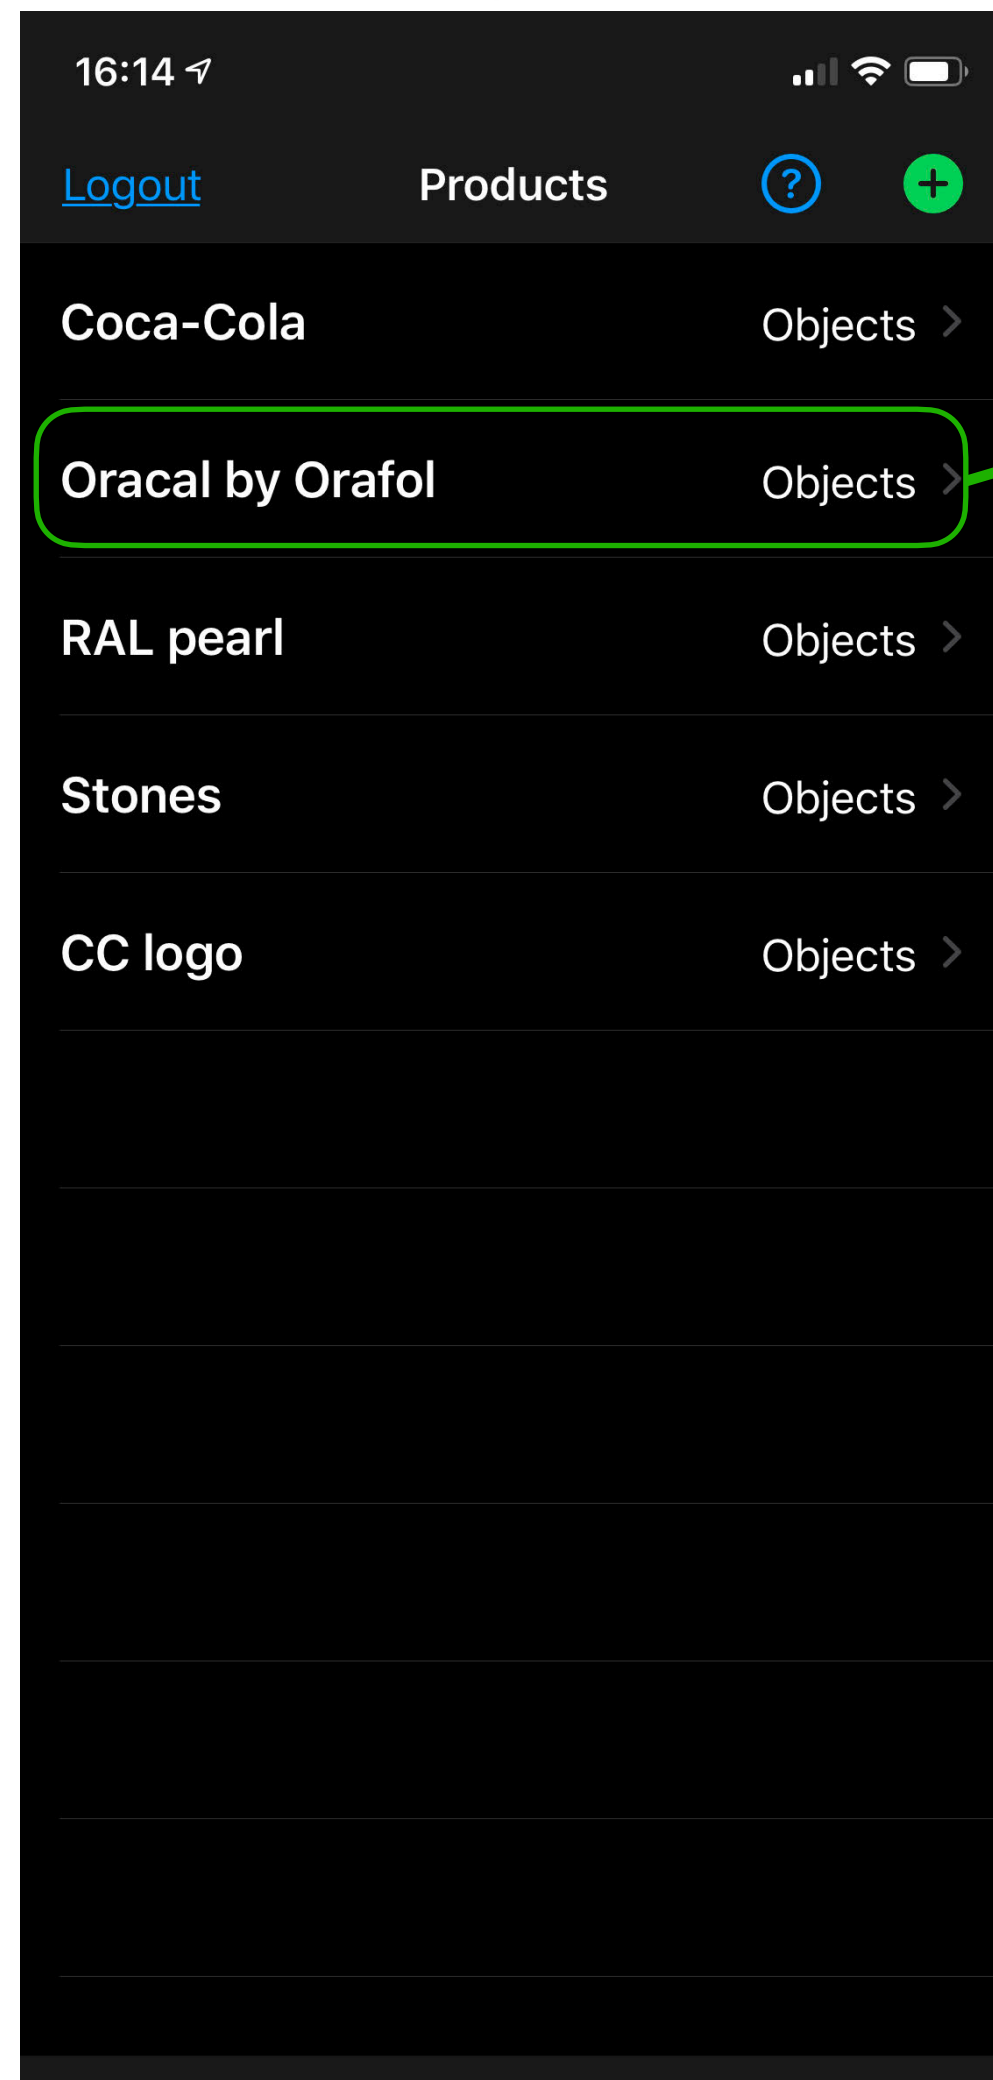 16:14
Logout Products ? +
Coca-Cola Objects
Oracal by Orafol Objects
RAL pearl Objects
Stones Objects
CC logo Objects